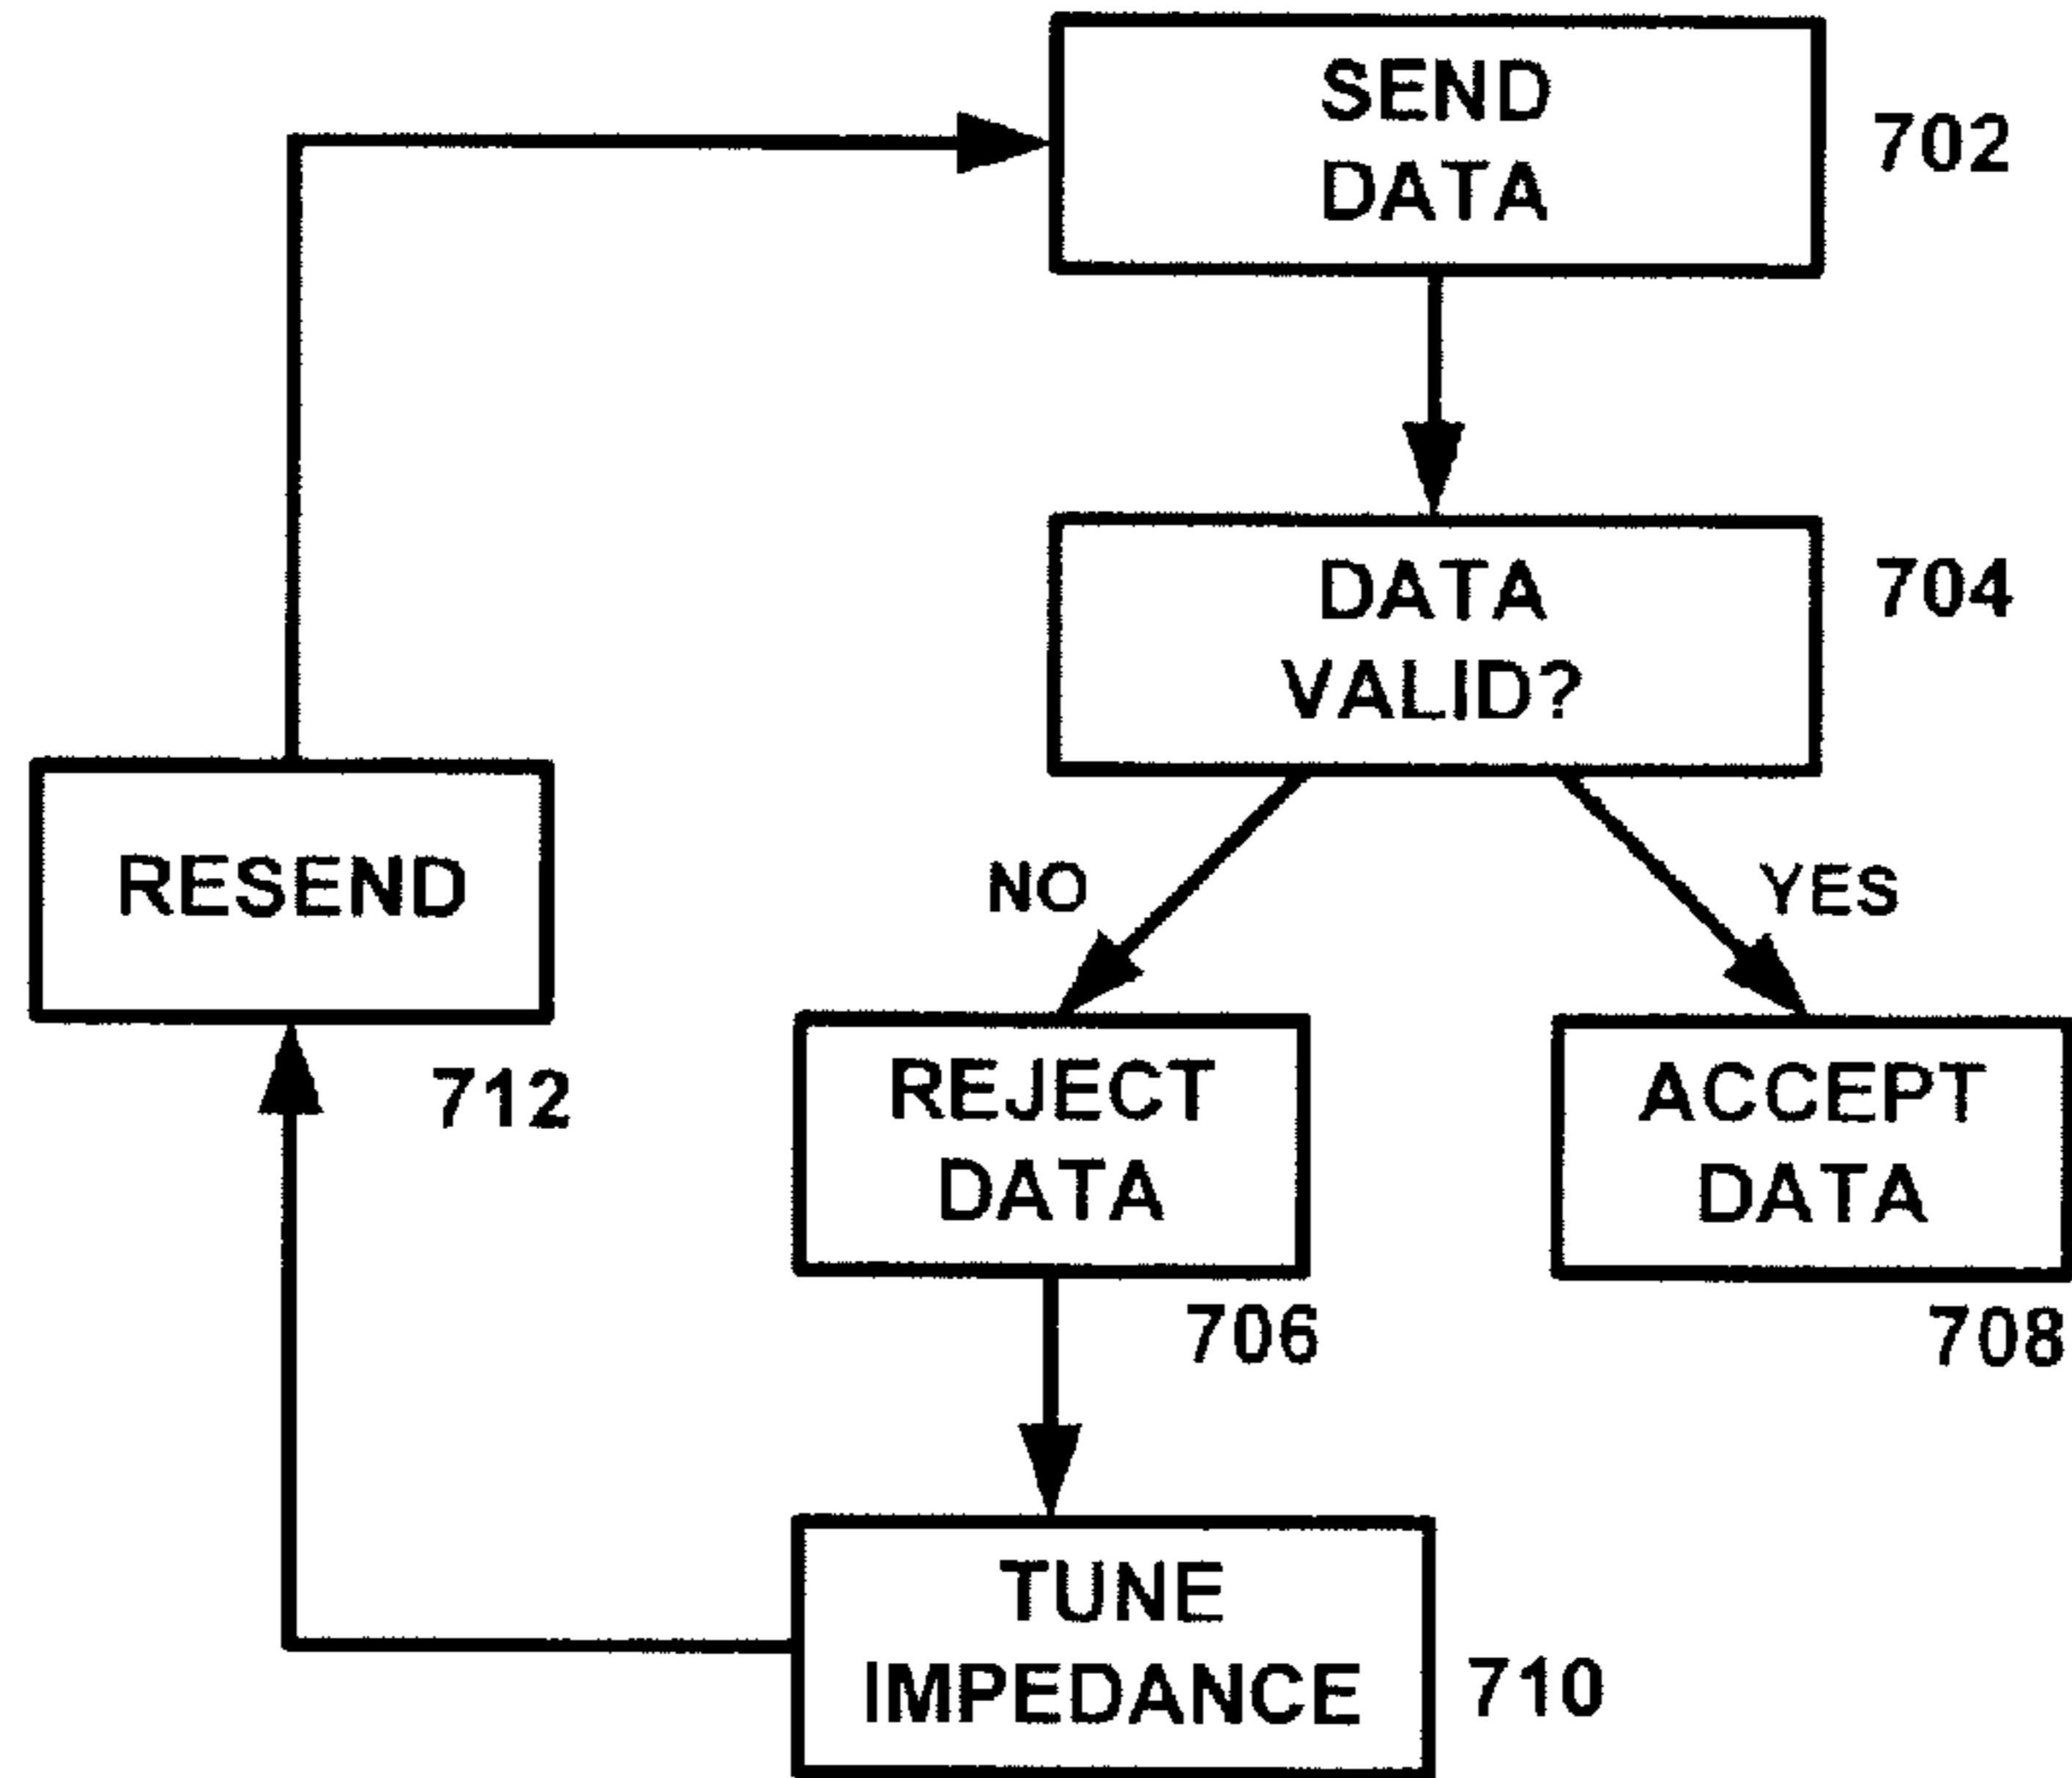 SEND
DATA
702
DATA
VALID?
704
NO
YES
RESEND
712
REJECT
DATA
706
ACCEPT
DATA
708
TUNE
IMPEDANCE
710